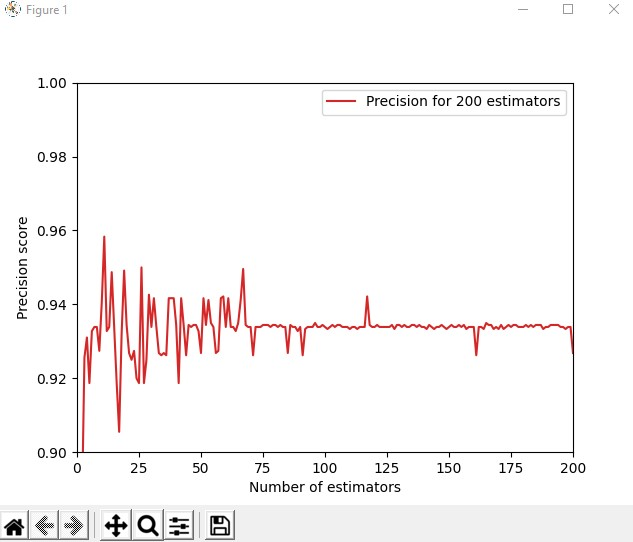 Figure 1
Precision for 200 estimators
1.00
0.98
0.96
0.94
0.92
0.90
Precision score
0 25 50 75 100 125 150 175 200
Number of estimators